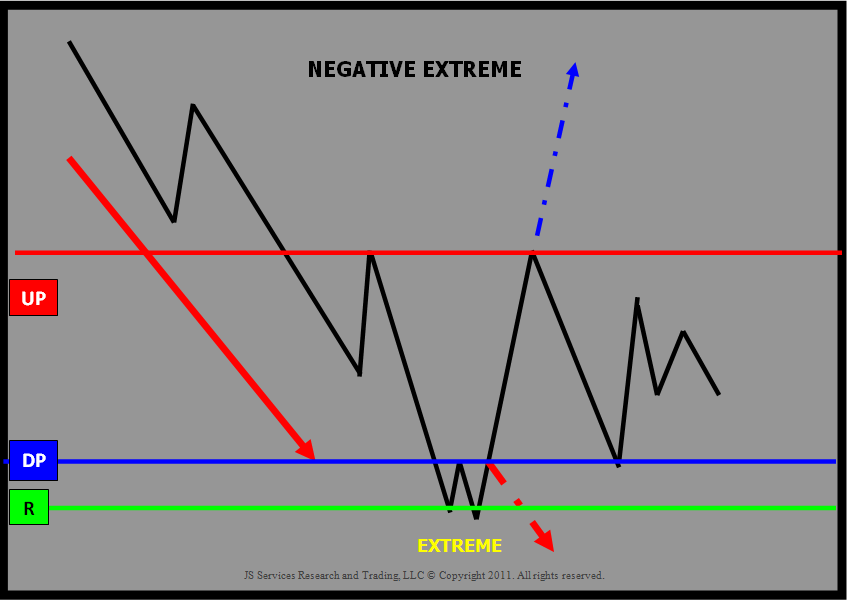 NEGATIVE EXTREME
UP
DP
R
EXTREME
JS Services Research and Trading, LLC © Copyright 2011. All rights reserved.